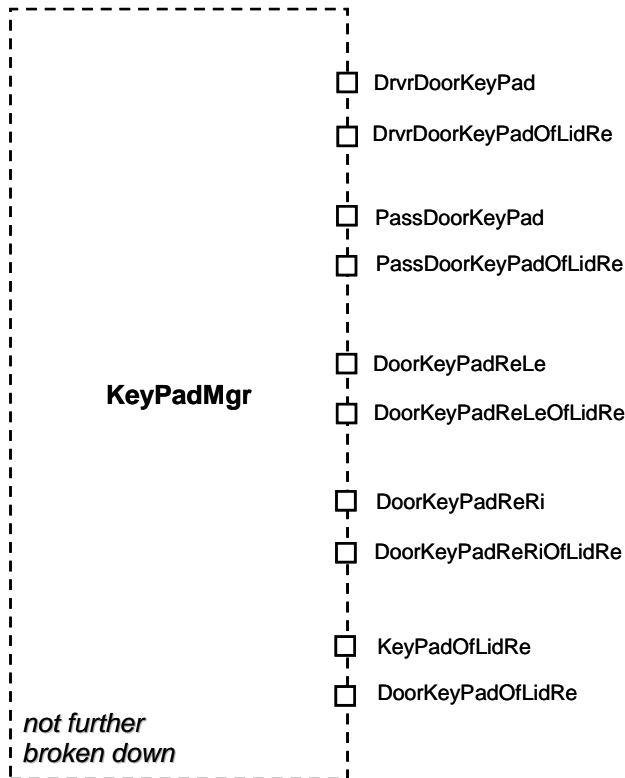 DrvrDoorKeyPad
DrvrDoorKeyPadOfLidRe
PassDoorKeyPad
PassDoorKeyPadOfLidRe
DoorKeyPadReLe
KeyPadMgr
DoorKeyPadReLeOfLidRe
DoorKeyPadReRi
DoorKeyPadReRiOfLidRe
KeyPadOfLidRe
DoorKeyPadOfLidRe
not further
broken down